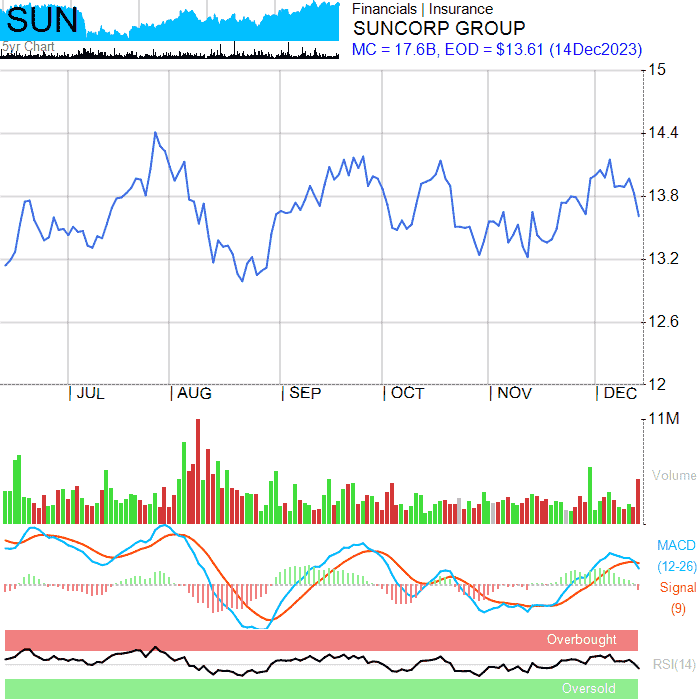 SUN
5yr Chart
Financials | Insurance
SUNCORP GROUP
MC = 17.6B, EOD = $13.61 (14Dec2023)
15
14.4
13.8
13.2
12.6
12
| JUL | AUG | SEP | OCT | NOV | DEC
11M
Volume
MACD
(12-26)
Signal
(9)
Overbought
RSI(14)
Oversold